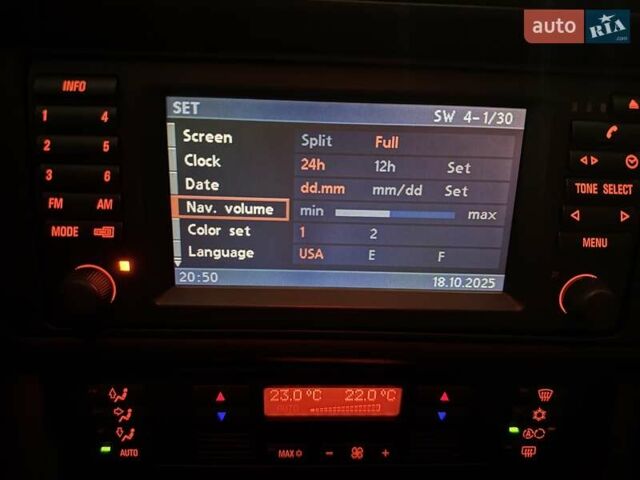 auto RIA.com
INFO
1 4
2 5
3 6
FM AM
MODE
SET
SW 4-1/30
Screen Split Full
Clock 24h 12h Set
Date dd.mm mm/dd Set
Nav. volume min max
Color set 1 2
Language USA E F
20:50 18.10.2025
TONE SELECT
MENU
23.0°C 22.0°C
AUTO
AUTO
MAX
- +
A